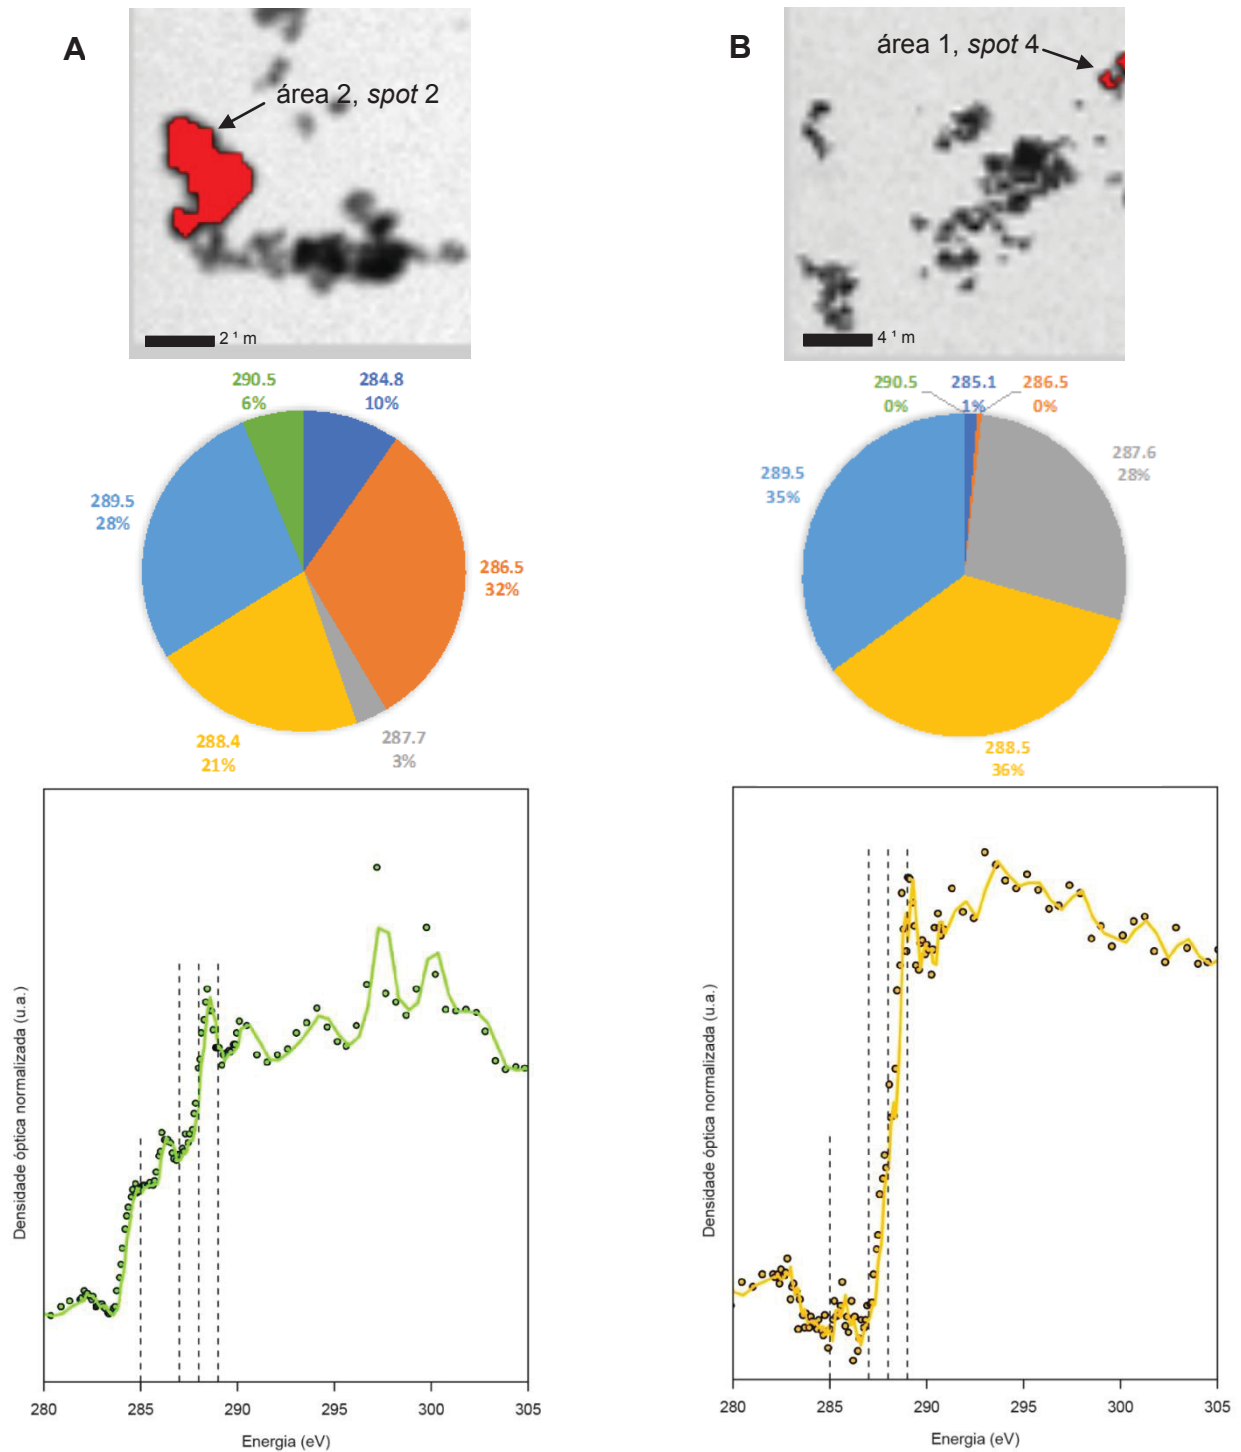 A
área 2, spot 2
2 ¹ m
290.5
6%
284.8
10%
289.5
28%
286.5
32%
288.4
21%
287.7
3%
Densidade óptica normalizada (u.a.)
280 285 290 295 300 305
Energia (eV)
B
área 1, spot 4
4 ¹ m
290.5
0%
285.1
1%
286.5
0%
287.6
28%
289.5
35%
288.5
36%
Densidade óptica normalizada (u.a.)
280 285 290 295 300 305
Energia (eV)